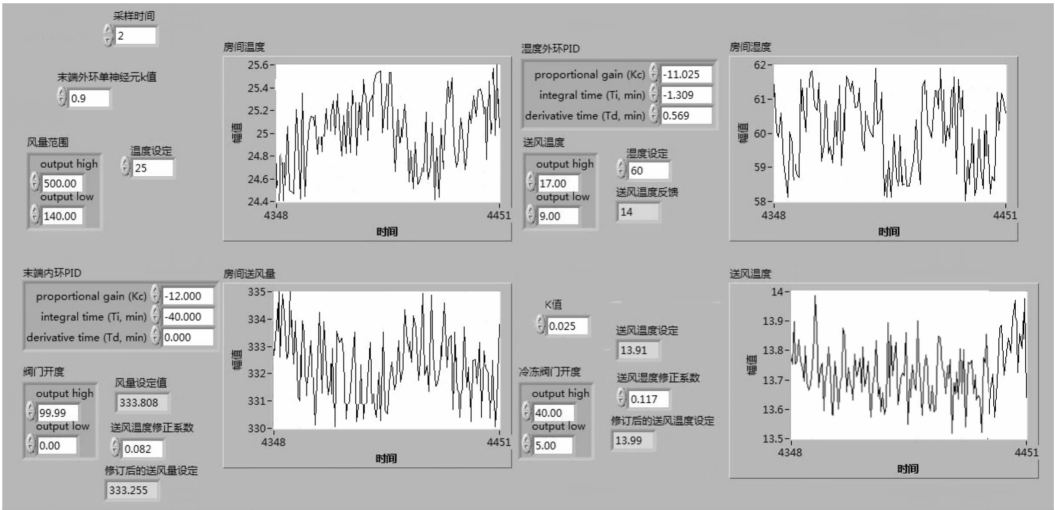 采样时间
2
末端外环单神经元k值
0.9
风量范围
output high
500.00
output low
140.00
温度设定
25
房间温度
幅值
25.6
25.4
25.2
25
24.8
24.6
24.4
4348
4451
时间
湿度外环PID
proportional gain (Kc)
-11.025
integral time (Ti, min)
-1.309
derivative time (Td, min)
0.569
送风温度
output high
17.00
output low
9.00
湿度设定
60
送风温度反馈
14
房间湿度
幅值
62
61
60
59
58
4348
4451
时间
末端内环PID
proportional gain (Kc)
-12.000
integral time (Ti, min)
-40.000
derivative time (Td, min)
0.000
阀门开度
output high
99.99
output low
0.00
风量设定值
333.808
送风温度修正系数
0.082
修订后的送风量设定
333.255
房间送风量
幅值
335
334
333
332
331
330
4348
4451
时间
K值
0.025
冷冻阀门开度
output high
40.00
output low
5.00
送风温度设定
13.91
送风湿度修正系数
0.117
修订后的送风温度设定
13.99
送风温度
幅值
14
13.9
13.8
13.7
13.6
13.5
4348
4451
时间